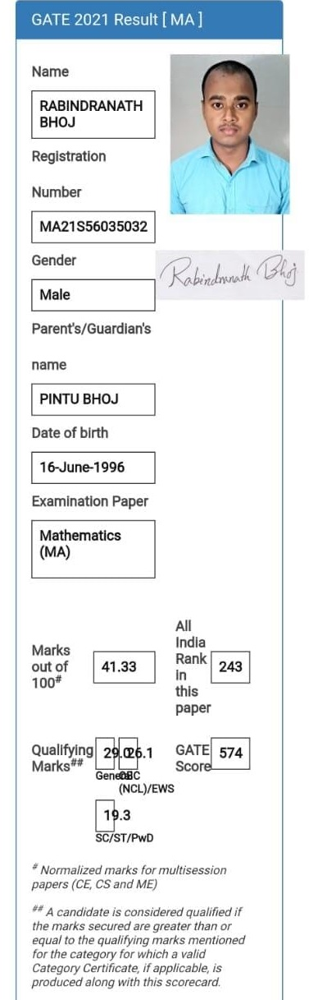 GATE 2021 Result [ MA ]
Name
RABINDRANATH
BHOJ
Registration
Number
MA21S56035032
Gender
Male
Rabindranath Bhoj
Parent's/Guardian's
name
PINTU BHOJ
Date of birth
16-June-1996
Examination Paper
Mathematics
(MA)
Marks
out of
100#
41.33
All
India
Rank
in
this
paper
243
Qualifying
Marks##
29.0
General
26.1
OBC
(NCL)/EWS
GATE
Score
574
19.3
SC/ST/PwD
# Normalized marks for multisession
papers (CE, CS and ME)
## A candidate is considered qualified if
the marks secured are greater than or
equal to the qualifying marks mentioned
for the category for which a valid
Category Certificate, if applicable, is
produced along with this scorecard.